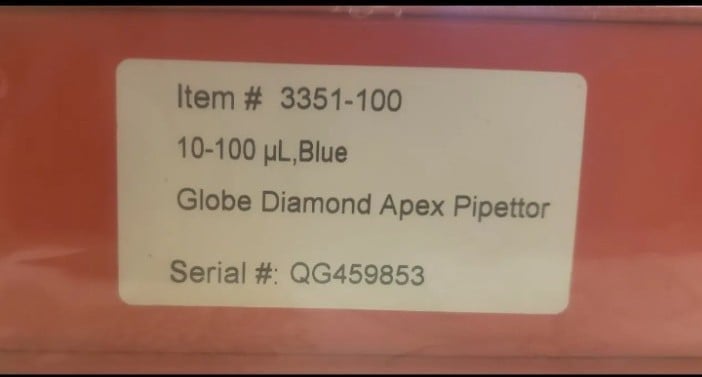 Item # 3351-100
10-100 µL,Blue
Globe Diamond Apex Pipettor
Serial #: QG459853